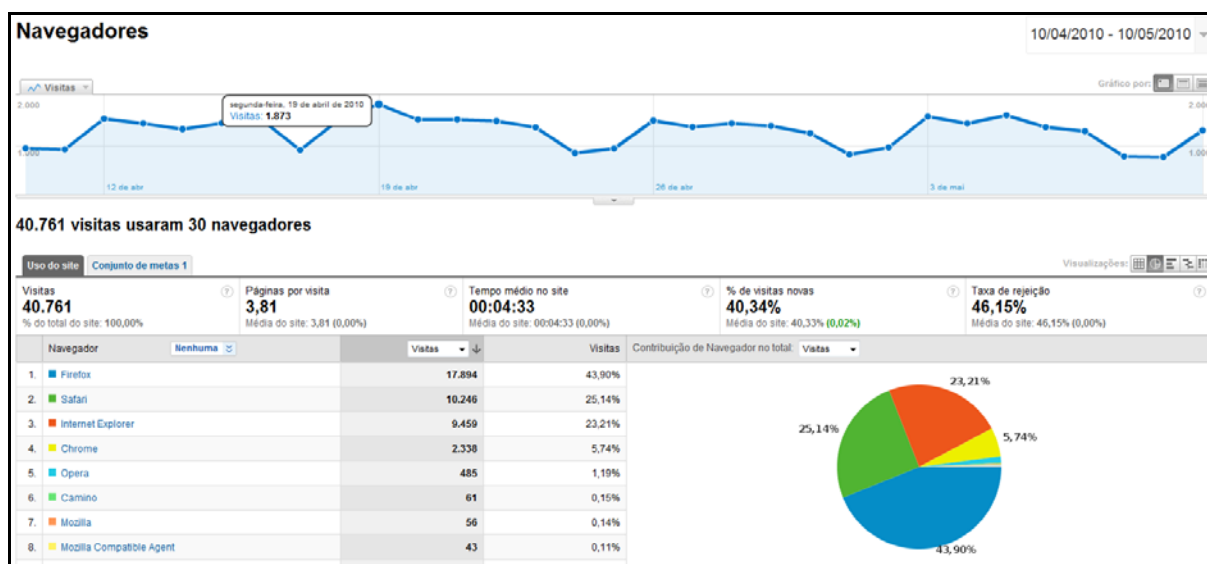 Navegadores
10/04/2010 - 10/05/2010
Visitas
Gráfico por:
2.000
2.000
segunda-feira, 19 de abril de 2010
Visitas: 1.873
1.000
1.000
12 de abr
19 de abr
26 de abr
3 de mai
40.761 visitas usaram 30 navegadores
Uso do site
Conjunto de metas 1
Visualizações:
Visitas
40.761
% do total do site: 100,00%
Páginas por visita
3,81
Média do site: 3,81 (0,00%)
Tempo médio no site
00:04:33
Média do site: 00:04:33 (0,00%)
% de visitas novas
40,34%
Média do site: 40,33% (0,02%)
Taxa de rejeição
46,15%
Média do site: 46,15% (0,00%)
Navegador Nenhuma Visitas Visitas Contribuição de Navegador no total: Visitas
1. Firefox 17.894 43,90%
2. Safari 10.246 25,14%
3. Internet Explorer 9.459 23,21%
4. Chrome 2.338 5,74%
5. Opera 485 1,19%
6. Camino 61 0,15%
7. Mozilla 56 0,14%
8. Mozilla Compatible Agent 43 0,11%
23,21%
25,14%
5,74%
43,90%